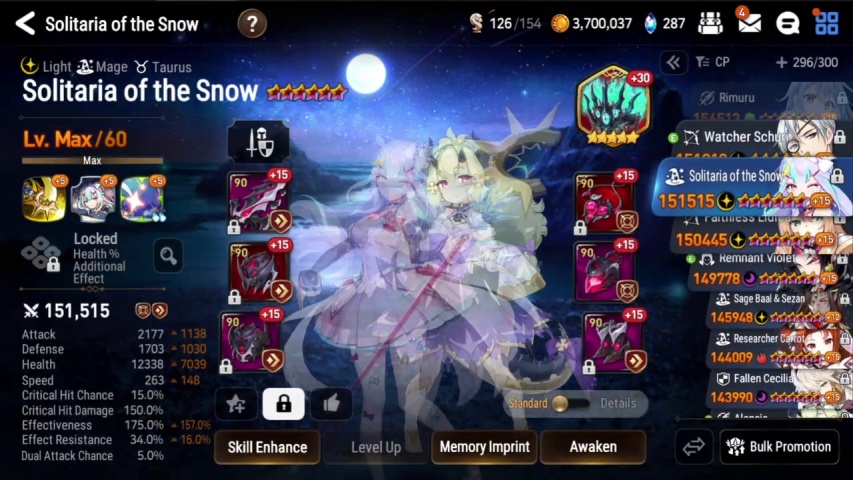 Solitaria of the Snow
?
126/154
3,700,037
287
4
Light Mage Taurus
Solitaria of the Snow
Lv. Max/60
Max
+5
+5
+5
Locked
Health %
Additional
Effect
151,515
Attack 2177 1138
Defense 1703 1030
Health 12338 7039
Speed 263 148
Critical Hit Chance 15.0%
Critical Hit Damage 150.0%
Effectiveness 175.0% 157.0%
Effect Resistance 34.0% 16.0%
Dual Attack Chance 5.0%
90 +15
90 +15
90 +15
+30
90 +15
90 +15
90 +15
Standard Details
Skill Enhance
Level Up
Memory Imprint
Awaken
Bulk Promotion
CP
296/300
Rimuru
E Watcher Schuri
Solitaria of the Snow
151515 +15
150445 +15
E Remnant Violet
149778 +15
Sage Baal & Sezan
145948 +12
Researcher Carrot
144009 +15
Fallen Cecilia
143990 +15